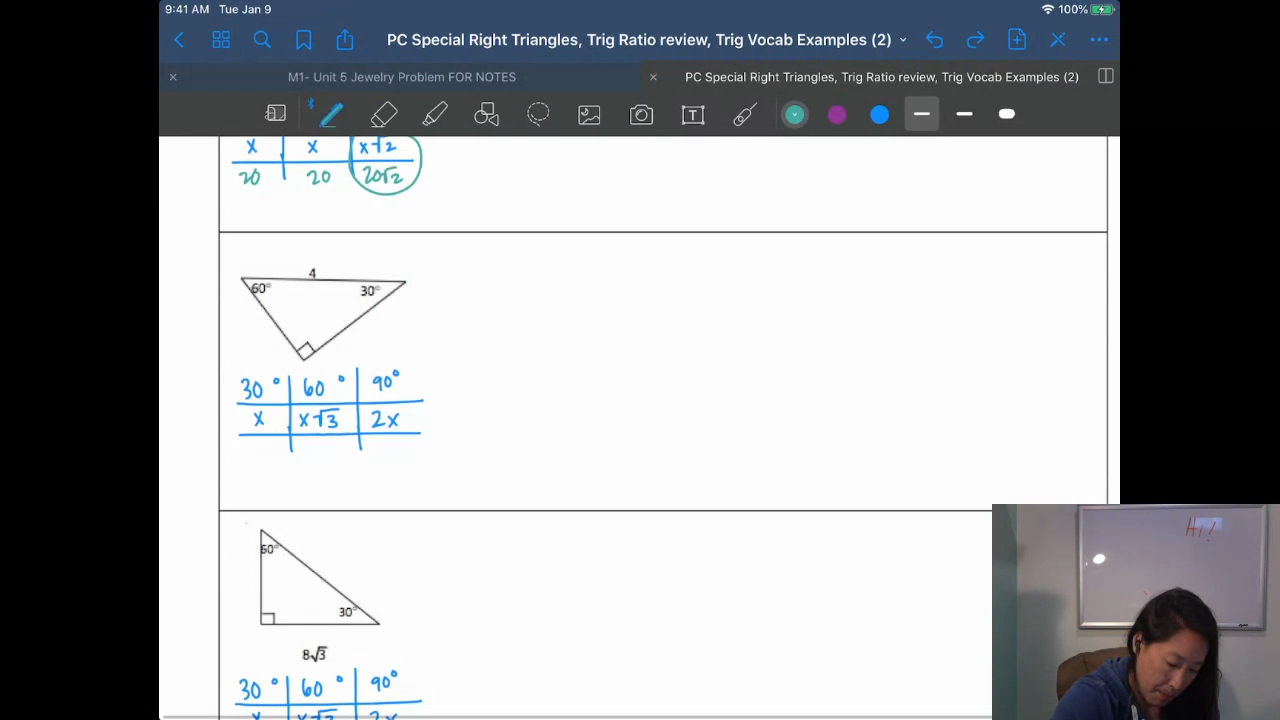 9:41 AM Tue Jan 9 100%
PC Special Right Triangles, Trig Ratio review, Trig Vocab Examples (2)
M1- Unit 5 Jewelry Problem FOR NOTES
PC Special Right Triangles, Trig Ratio review, Trig Vocab Examples (2)
T
x x x√2
20 20 20√2
4
60° 30°
30° 60° 90°
x x√3 2x
60°
30°
8√3
30° 60° 90°
x x√3 2x
Hi!